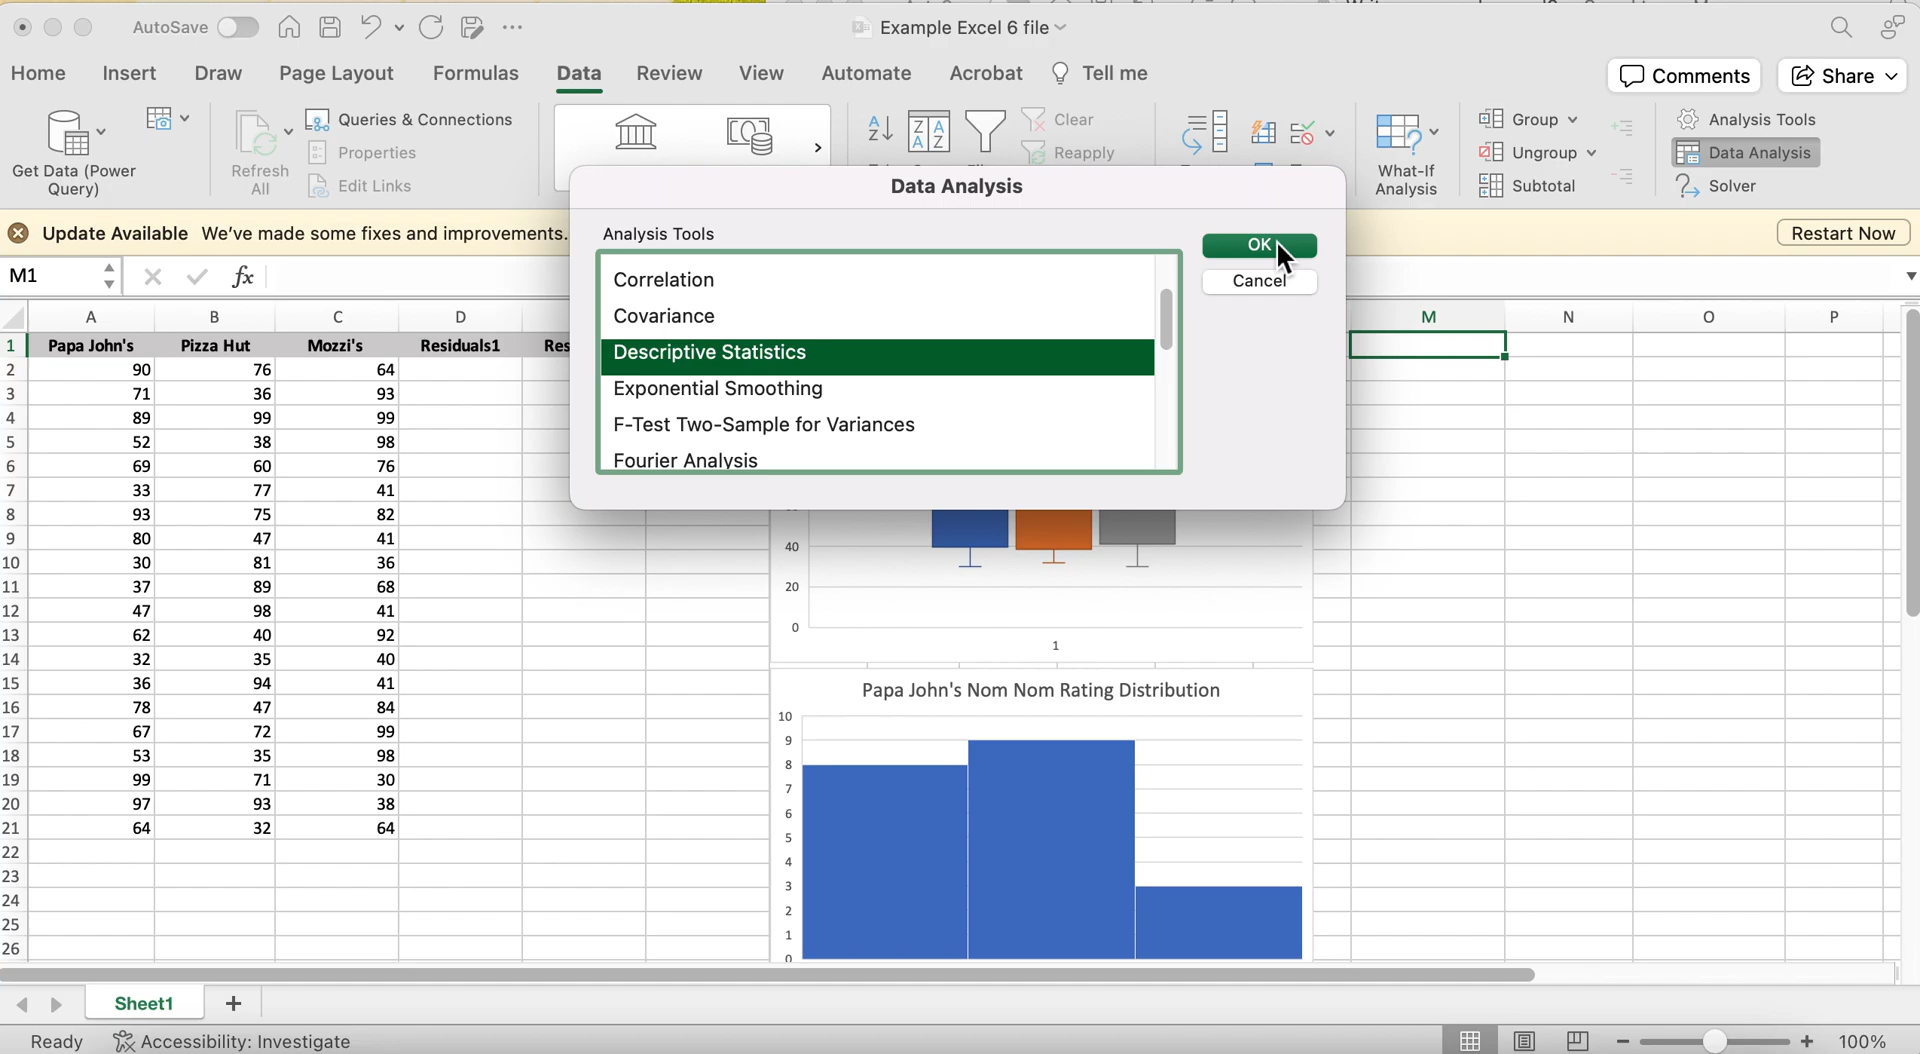 AutoSave
Example Excel 6 file
Home Insert Draw Page Layout Formulas Data Review View Automate Acrobat Tell me
Comments Share
Get Data (Power
Query)
Refresh
All
Queries & Connections
Properties
Edit Links
Clear
Reapply
What-If
Analysis
Group
Ungroup
Subtotal
Analysis Tools
Data Analysis
Solver
Update Available We've made some fixes and improvements.
Restart Now
Data Analysis
Analysis Tools
Correlation
Covariance
Descriptive Statistics
Exponential Smoothing
F-Test Two-Sample for Variances
Fourier Analysis
OK
Cancel
M1 fx
A B C D M N O P
1 Papa John's Pizza Hut Mozzi's Residuals1 Res
2 90 76 64
3 71 36 93
4 89 99 99
5 52 38 98
6 69 60 76
7 33 77 41
8 93 75 82
9 80 47 41
10 30 81 36
11 37 89 68
12 47 98 41
13 62 40 92
14 32 35 40
15 36 94 41
16 78 47 84
17 67 72 99
18 53 35 98
19 99 71 30
20 97 93 38
21 64 32 64
22
23
24
25
26
40
20
0
1
Papa John's Nom Nom Rating Distribution
10
9
8
7
6
5
4
3
2
1
0
Sheet1 +
Ready Accessibility: Investigate
100%